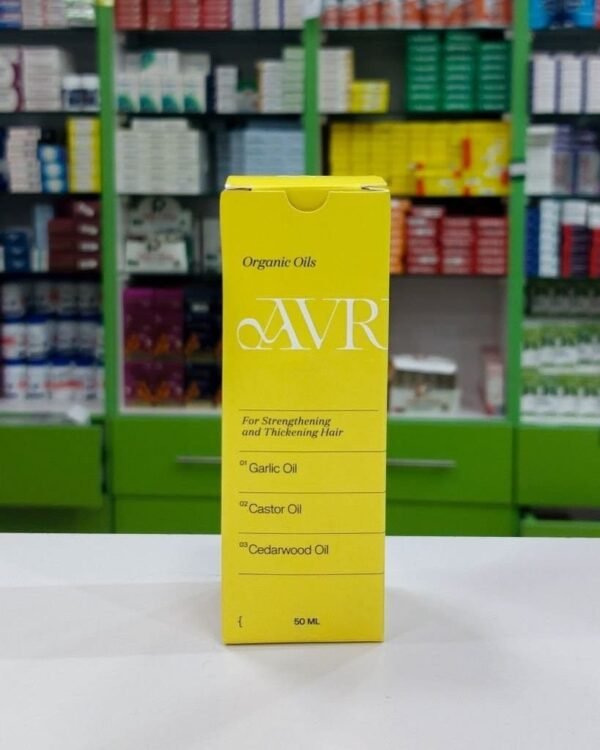 Organic Oils
AVR
For Strengthening
and Thickening Hair
01 Garlic Oil
02 Castor Oil
03 Cedarwood Oil
{ 50 ML